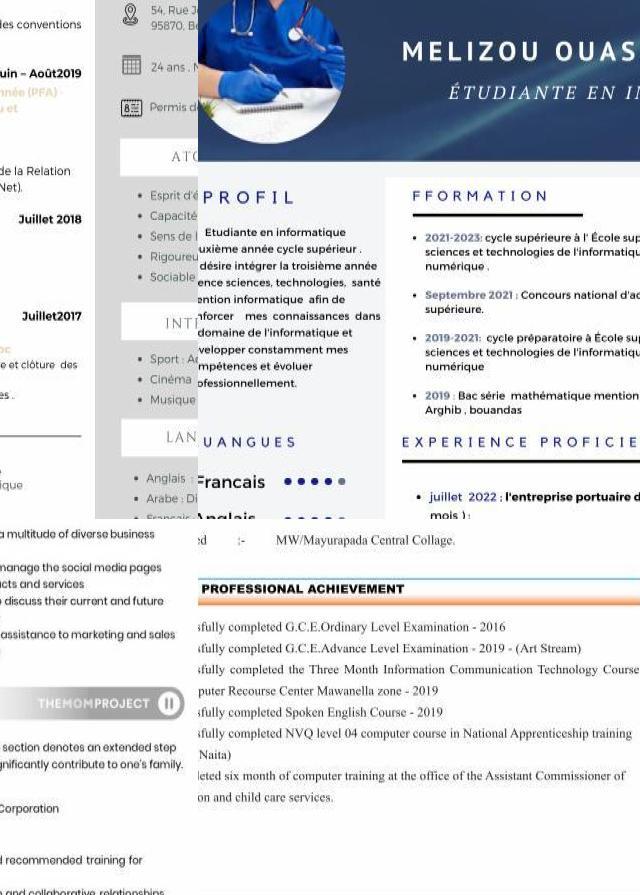 des conventions
uin – Août2019
nnée (PFA) -
u et
de la Relation
Net).
Juillet 2018
Juillet2017
oc
e et clôture des
es .
ique
54, Rue J
95870, Be
24 ans .
Permis d
ATO
Esprit d'é
Capacité
Sens de
Rigoureu
Sociable
INT
Sport : A
Cinéma
Musique
LAN
Anglais :
Arabe : Di
Français
MELIZOU OUAS
ÉTUDIANTE EN IN
PROFIL
Etudiante en informatique
uxième année cycle supérieur .
désire intégrer la troisième année
ence sciences, technologies, santé
ention informatique afin de
nforcer mes connaissances dans
domaine de l'informatique et
velopper constamment mes
mpétences et évoluer
ofessionnellement.
UANGUES
Francais
Anglais
FFORMATION
2021-2023: cycle supérieure à l' École sup
sciences et technologies de l'informatiqu
numérique .
Septembre 2021 : Concours national d'ac
supérieure.
2019-2021: cycle préparatoire à École sup
sciences et technologies de l'informatiqu
numérique
2019 : Bac série mathématique mention
Arghib , bouandas
EXPERIENCE PROFICIE
juillet 2022 : l'entreprise portuaire d
mois ) :
a multitude of diverse business
manage the social media pages
cts and services
discuss their current and future
assistance to marketing and sales
THEMOMPROJECT
section denotes an extended step
gnificantly contribute to one's family.
Corporation
d recommended training for
and collaborative relationships
ed :- MW/Mayurapada Central Collage.
PROFESSIONAL ACHIEVEMENT
sfully completed G.C.E.Ordinary Level Examination - 2016
sfully completed G.C.E.Advance Level Examination - 2019 - (Art Stream)
sfully completed the Three Month Information Communication Technology Course
puter Recourse Center Mawanella zone - 2019
sfully completed Spoken English Course - 2019
sfully completed NVQ level 04 computer course in National Apprenticeship training
Naita)
leted six month of computer training at the office of the Assistant Commissioner of
on and child care services.